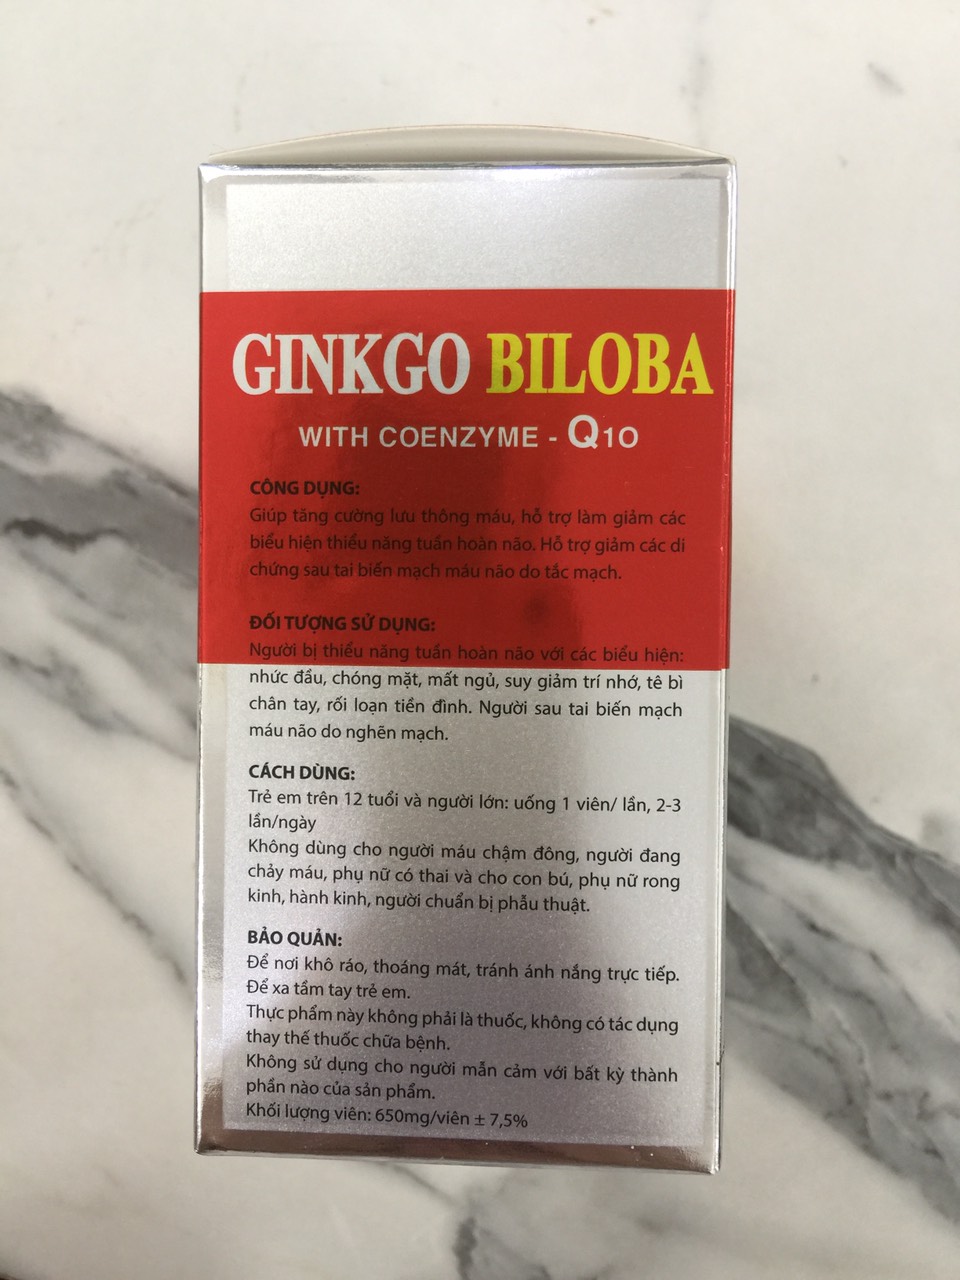 GINKGO BILOBA
WITH COENZYME - Q10
CÔNG DỤNG:
Giúp tăng cường lưu thông máu, hỗ trợ làm giảm các
biểu hiện thiểu năng tuần hoàn não. Hỗ trợ giảm các di
chứng sau tai biến mạch máu não do tắc mạch.
ĐỐI TƯỢNG SỬ DỤNG:
Người bị thiểu năng tuần hoàn não với các biểu hiện:
nhức đầu, chóng mặt, mất ngủ, suy giảm trí nhớ, tê bì
chân tay, rối loạn tiền đình. Người sau tai biến mạch
máu não do nghẽn mạch.
CÁCH DÙNG:
Trẻ em trên 12 tuổi và người lớn: uống 1 viên/ lần, 2-3
lần/ngày
Không dùng cho người máu chậm đông, người đang
chảy máu, phụ nữ có thai và cho con bú, phụ nữ rong
kinh, hành kinh, người chuẩn bị phẫu thuật.
BẢO QUẢN:
Để nơi khô ráo, thoáng mát, tránh ánh nắng trực tiếp.
Để xa tầm tay trẻ em.
Thực phẩm này không phải là thuốc, không có tác dụng
thay thế thuốc chữa bệnh.
Không sử dụng cho người mẫn cảm với bất kỳ thành
phần nào của sản phẩm.
Khối lượng viên: 650mg/viên ± 7,5%